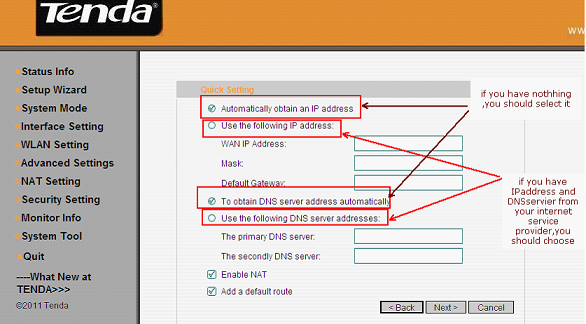 Tenda
ww
Status Info
Setup Wizard
System Mode
Interface Setting
WLAN Setting
Advanced Settings
NAT Setting
Security Setting
Monitor Info
System Tool
Quit
----What New at
TENDA>>>
©2011 Tenda
Quick Setting
Automatically obtain an IP address
Use the following IP address:
WAN IP Address:
Mask:
Default Gateway:
To obtain DNS server address automatically
Use the following DNS server addresses:
The primary DNS server:
The secondly DNS server:
Enable NAT
Add a default route
< Back
Next >
Cancel
if you have nothhing
,you should select it
if you have
IPaddress and
DNSservier from
your internet
service
provider,you
should choose